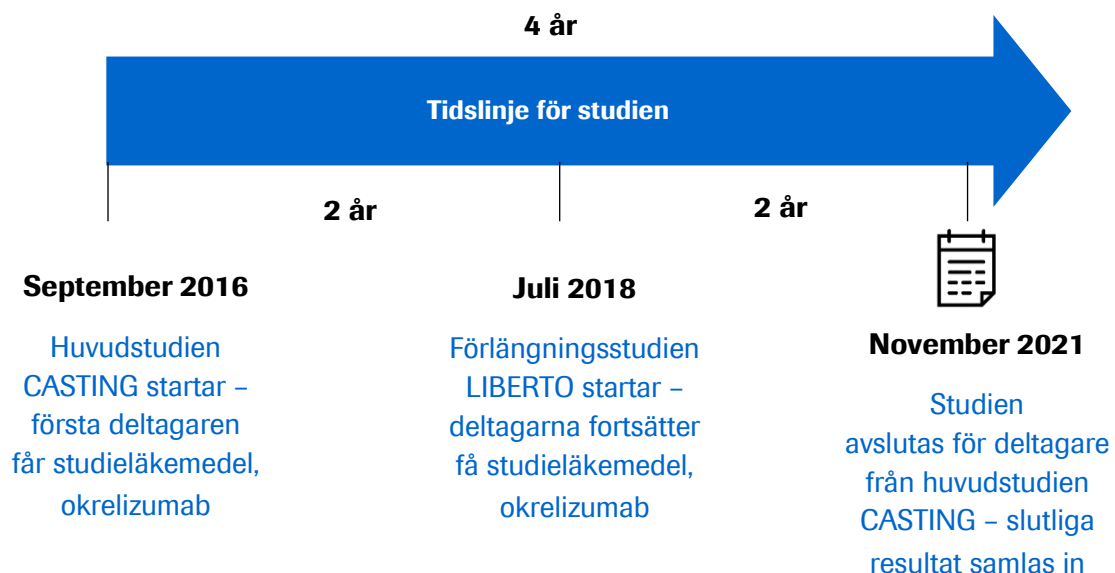 4 år
Tidslinje för studien
2 år
2 år
September 2016
Huvudstudien
CASTING startar –
första deltagaren
får studieläkemedel,
okrelizumab
Juli 2018
Förlängningsstudien
LIBERTO startar –
deltagarna fortsätter
få studieläkemedel,
okrelizumab
November 2021
Studien
avslutas för deltagare
från huvudstudien
CASTING – slutliga
resultat samlas in